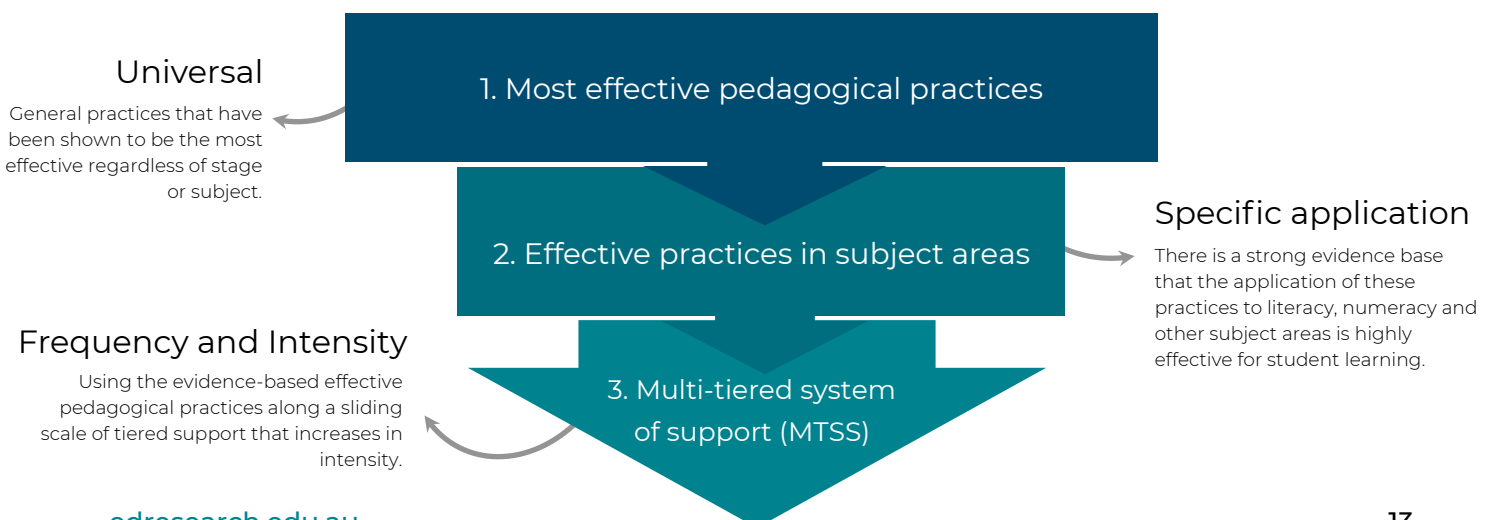 1. Most effective pedagogical practices
Universal
General practices that have
been shown to be the most
effective regardless of stage
or subject.
2. Effective practices in subject areas
Specific application
There is a strong evidence base
that the application of these
practices to literacy, numeracy and
other subject areas is highly
effective for student learning.
Frequency and Intensity
Using the evidence-based effective
pedagogical practices along a sliding
scale of tiered support that increases in
intensity.
3. Multi-tiered system
of support (MTSS)
edresearch.edu.au
13